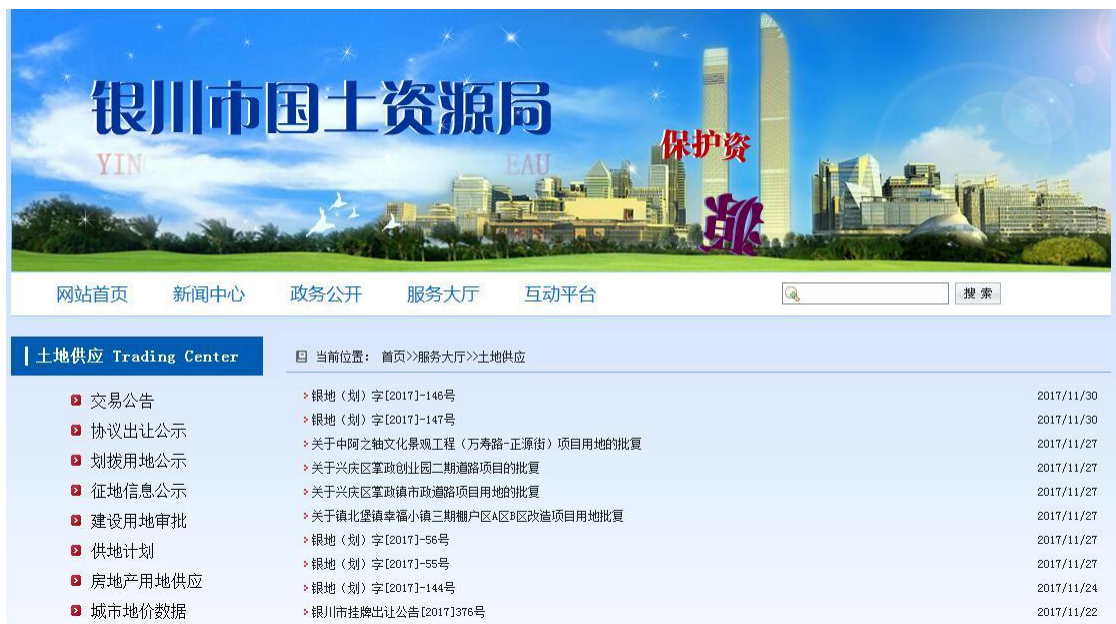 银川市国土资源局
YIN EAU
保护资
源
网站首页 新闻中心 政务公开 服务大厅 互动平台 搜索
土地供应 Trading Center
当前位置: 首页>>服务大厅>>土地供应
交易公告
协议出让公示
划拨用地公示
征地信息公示
建设用地审批
供地计划
房地产用地供应
城市地价数据
银地（划）字[2017]-146号 2017/11/30
银地（划）字[2017]-147号 2017/11/30
关于中阿之轴文化景观工程（万寿路-正源街）项目用地的批复 2017/11/27
关于兴庆区掌政创业园二期道路项目的批复 2017/11/27
关于兴庆区掌政镇市政道路项目用地的批复 2017/11/27
关于镇北堡镇幸福小镇三期棚户区A区B区改造项目用地批复 2017/11/27
银地（划）字[2017]-56号 2017/11/27
银地（划）字[2017]-55号 2017/11/27
银地（划）字[2017]-144号 2017/11/24
银川市挂牌出让公告[2017]376号 2017/11/22